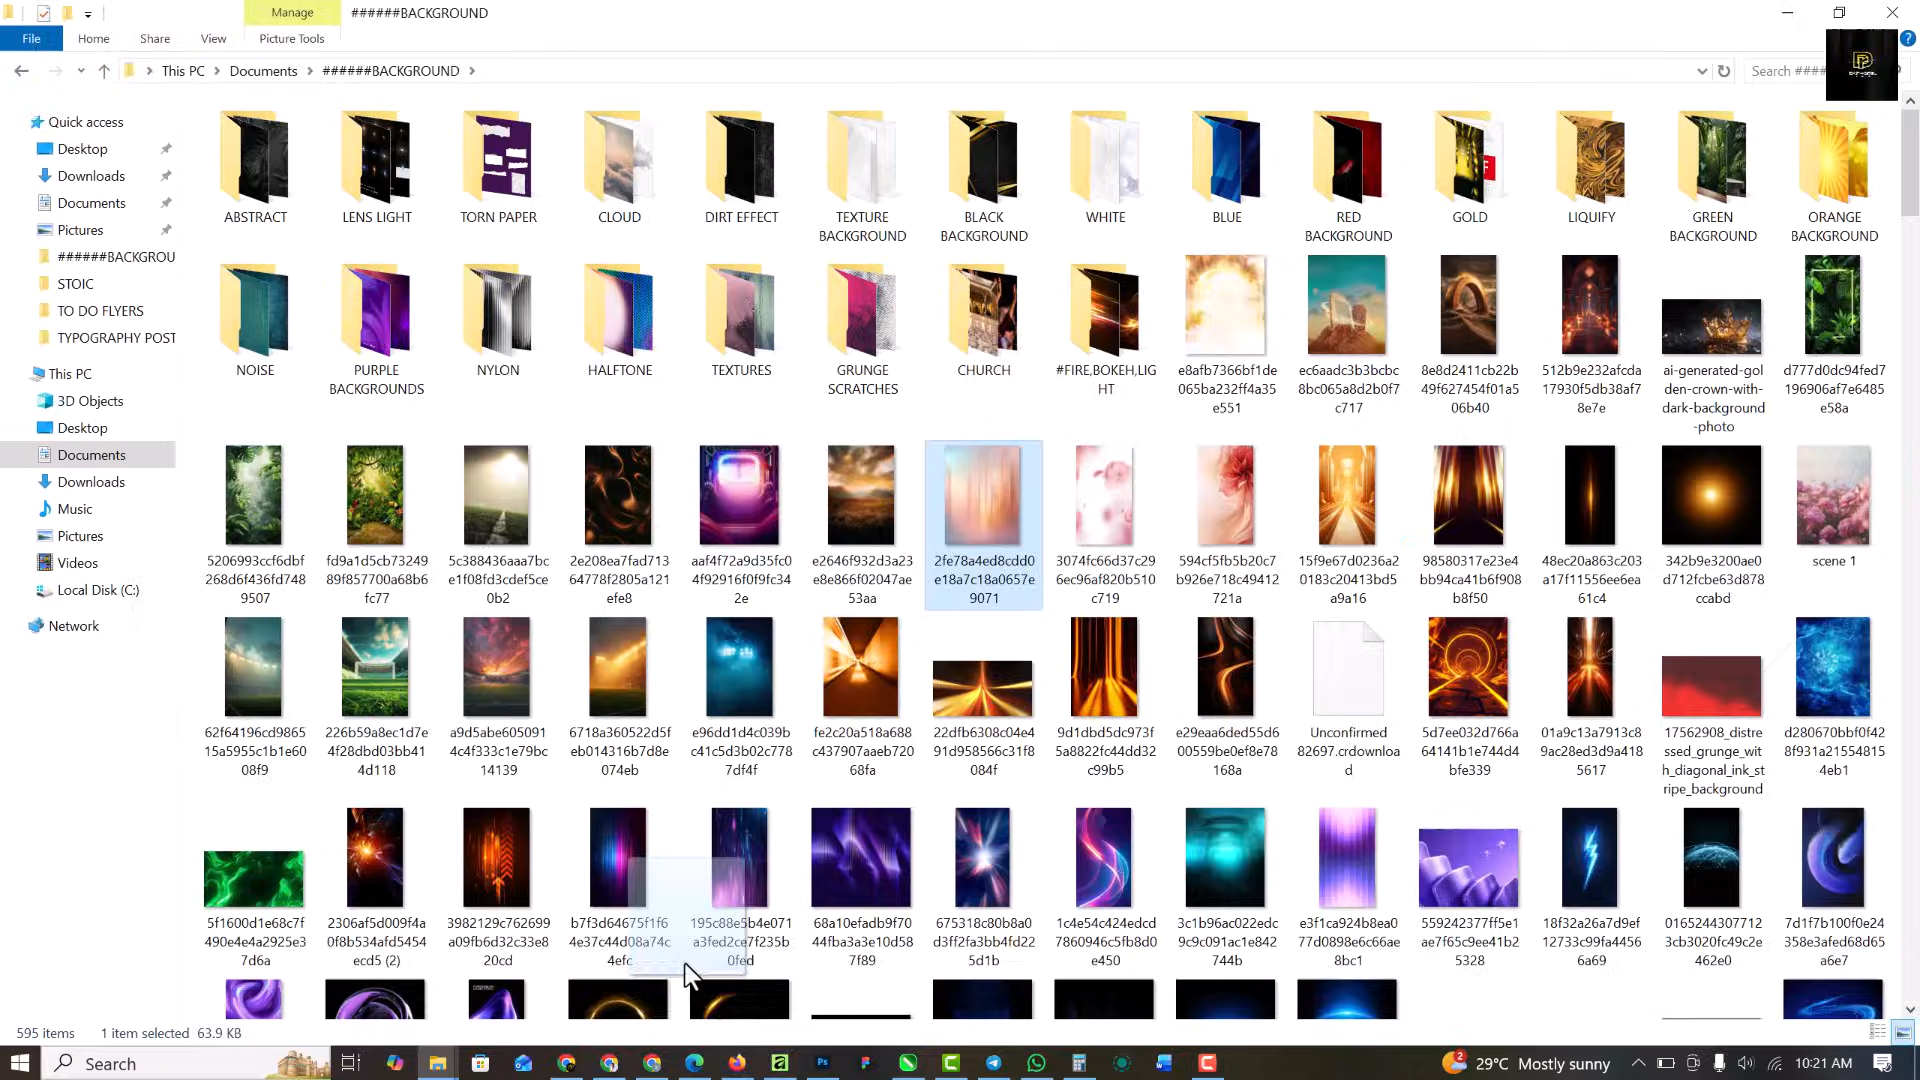 Manage
######BACKGROUND
File
Home
Share
View
Picture Tools
This PC
Documents
######BACKGROUND
Search ####
Quick access
Desktop
Downloads
Documents
Pictures
######BACKGROU
STOIC
TO DO FLYERS
TYPOGRAPHY POST
This PC
3D Objects
Desktop
Documents
Downloads
Music
Pictures
Videos
Local Disk (C:)
Network
ABSTRACT
LENS LIGHT
TORN PAPER
CLOUD
DIRT EFFECT
TEXTURE
BACKGROUND
BLACK
BACKGROUND
WHITE
BLUE
RED
BACKGROUND
GOLD
LIQUIFY
GREEN
BACKGROUND
ORANGE
BACKGROUND
NOISE
PURPLE
BACKGROUNDS
NYLON
HALFTONE
TEXTURES
GRUNGE
SCRATCHES
CHURCH
#FIRE,BOKEH,LIG
HT
e8afb7366bf1de
065ba232ff4a35
e551
ec6aadc3b3bcbc
8bc065a8d2b0f7
c717
8e8d2411cb22b
49f627454f01a5
06b40
512b9e232afcda
17930f5db38af7
8e7e
ai-generated-gol
den-crown-with-
dark-background
-photo
d777d0dc94fed7
196906af7e6485
e58a
5206993ccf6dbf
268d6f436fd748
9507
fd9a1d5cb73249
89f857700a68b6
fc77
5c388436aaa7bc
e1f08fd3cdef5ce
0b2
2e208ea7fad713
64778f2805a121
efe8
aaf4f72a9d35fc0
4f92916f0f9fc34
2e
e2646f932d3a23
e8e866f02047ae
53aa
2fe78a4ed8cdd0
e18a7c18a0657e
9071
3074fc66d37c29
6ec96af820b510
c719
594cf5fb5b20c7
b926e718c49412
721a
15f9e67d0236a2
0183c20413bd5
a9a16
98580317e23e4
bb94ca41b6f908
b8f50
48ec20a863c203
a17f11556ee6ea
61c4
342b9e3200ae0
d712fcbe63d878
ccabd
scene 1
62f64196cd9865
15a5955c1b1e60
08f9
226b59a8ec1d7e
4f28dbd03bb41
4d118
a9d5abe605091
4c4f333c1e79bc
14139
6718a360522d5f
eb014316b7d8e
074eb
e96dd1d4c039b
c41c5d3b02c778
7df4f
fe2c20a518a688
c437907aaeb720
68fa
22dfb6308c04e4
91d958566c31f8
084f
9d1dbd5dc973f
5a8822fc44dd32
c99b5
e29eaa6ded55d6
00559be0ef8e78
168a
Unconfirmed
82697.crdownloa
d
5d7ee032d766a
64141b1e744d4
bfe339
01a9c13a7913c8
9ac28ed3d9a418
5617
17562908_distre
ssed_grunge_wit
h_diagonal_ink_st
ripe_background
d280670bbf0f42
8f931a21554815
4eb1
5f1600d1e68c7f
490e4e4a2925e3
7d6a
2306af5d009f4a
0f8b534afd5454
ecd5 (2)
3982129c762699
a09fb6d32c33e8
20cd
b7f3d64675f1f6
4e37c44d08a74c
4efc
195c88e5b4e071
a3fed2ce7f235b
0fed
68a10efadb9f70
44fba3a3e10d58
7f89
675318c80b8a0
d3ff2fa3bb4fd22
5d1b
1c4e54c424edcd
7860946c5fb8d0
e450
3c1b96ac022edc
9c9c091ac1e842
744b
e3f1ca924b8ea0
77d0898e6c66ae
8bc1
559242377ff5e1
ae7f65c9ee41b2
5328
18f32a26a7d9ef
12733c99fa4456
6a69
0165244307712
3cb3020fc49c2e
462e0
7d1f7b100f0e24
358e3afed68d65
a6e7
595 items
1 item selected
63.9 KB
Search
2
29°C
Mostly sunny
10:21 AM